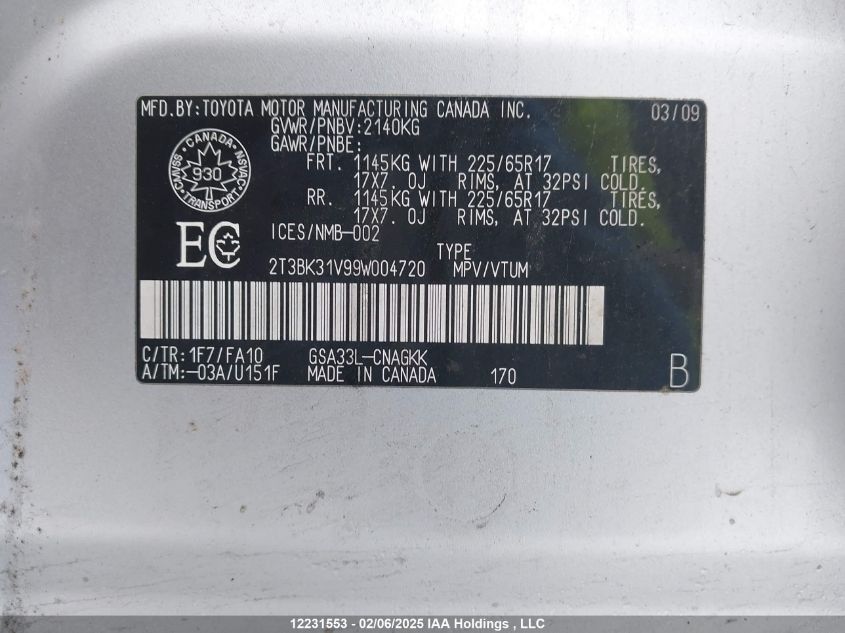 MFD.BY:TOYOTA MOTOR MANUFACTURING CANADA INC. 03/09
GVWR/PNBV:2140KG
GAWR/PNBE:
FRT. 1145KG WITH 225/65R17 TIRES,
17X7. 0J RIMS, AT 32PSI COLD.
RR. 1145KG WITH 225/65R17 TIRES,
17X7. 0J RIMS, AT 32PSI COLD.
CANADA
CMVSS 930 NSVAC
TRANSPORT
ICES/NMB-002
EC
TYPE
2T3BK31V99W004720 MPV/VTUM
C/TR:1F7/FA10 GSA33L-CNAGKK
A/TM:-03A/U151F MADE IN CANADA 170 B
12231553 - 02/06/2025 IAA Holdings , LLC